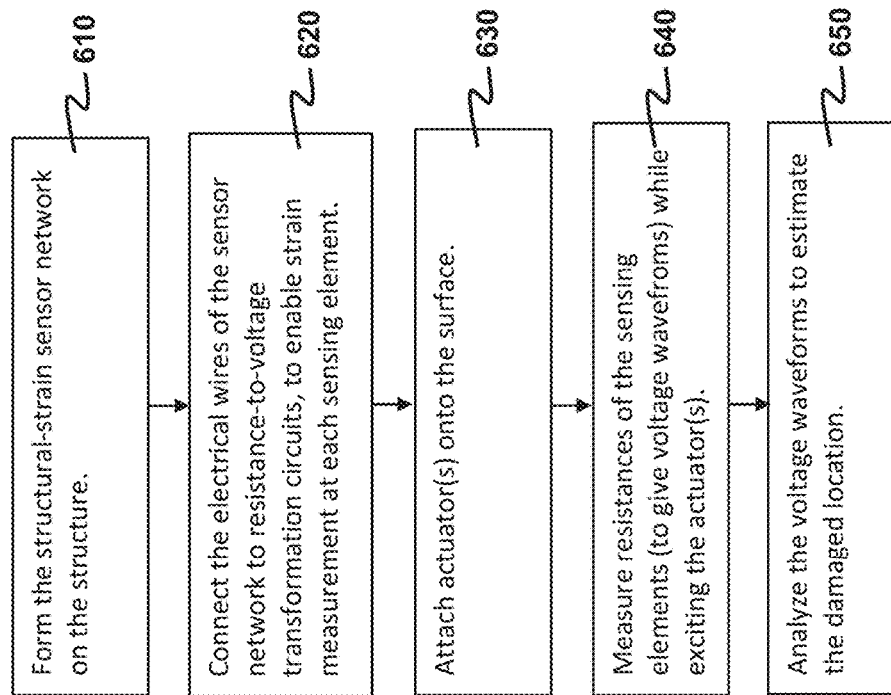 Form the structural-strain sensor network
on the structure.
610
Connect the electrical wires of the sensor
network to resistance-to-voltage
transformation circuits, to enable strain
measurement at each sensing element.
620
Attach actuator(s) onto the surface.
630
Measure resistances of the sensing
elements (to give voltage wavefroms) while
exciting the actuator(s).
640
Analyze the voltage waveforms to estimate
the damaged location.
650